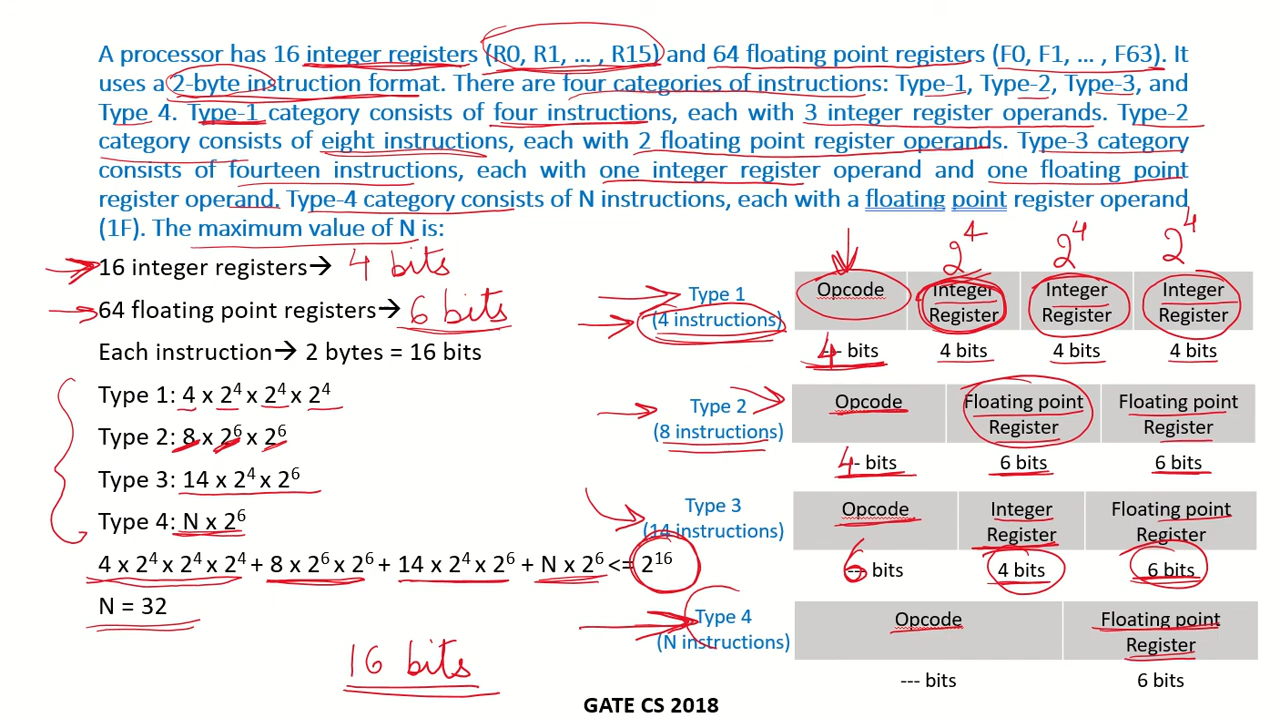 A processor has 16 integer registers (R0, R1, ... , R15) and 64 floating point registers (F0, F1, ... , F63). It
uses a 2-byte instruction format. There are four categories of instructions: Type-1, Type-2, Type-3, and
Type 4. Type-1 category consists of four instructions, each with 3 integer register operands. Type-2
category consists of eight instructions, each with 2 floating point register operands. Type-3 category
consists of fourteen instructions, each with one integer register operand and one floating point
register operand. Type-4 category consists of N instructions, each with a floating point register operand
(1F). The maximum value of N is:
16 integer registers→ 4 bits
64 floating point registers→ 6 bits
Each instruction→ 2 bytes = 16 bits
Type 1: 4 x 2⁴ x 2⁴ x 2⁴
Type 2: 8 x 2⁶ x 2⁶
Type 3: 14 x 2⁴ x 2⁶
Type 4: N x 2⁶
4 x 2⁴ x 2⁴ x 2⁴ + 8 x 2⁶ x 2⁶ + 14 x 2⁴ x 2⁶ + N x 2⁶ <= 2¹⁶
N = 32
16 bits
2⁴ 2⁴ 2⁴
Type 1
(4 instructions)
Opcode Integer Integer Integer
Register Register Register
4 bits 4 bits 4 bits 4 bits
Type 2
(8 instructions)
Opcode Floating point Floating point
Register Register
4- bits 6 bits 6 bits
Type 3
(14 instructions)
Opcode Integer Floating point
Register Register
6 bits 4 bits 6 bits
Type 4
(N instructions)
Opcode Floating point
Register
--- bits 6 bits
GATE CS 2018